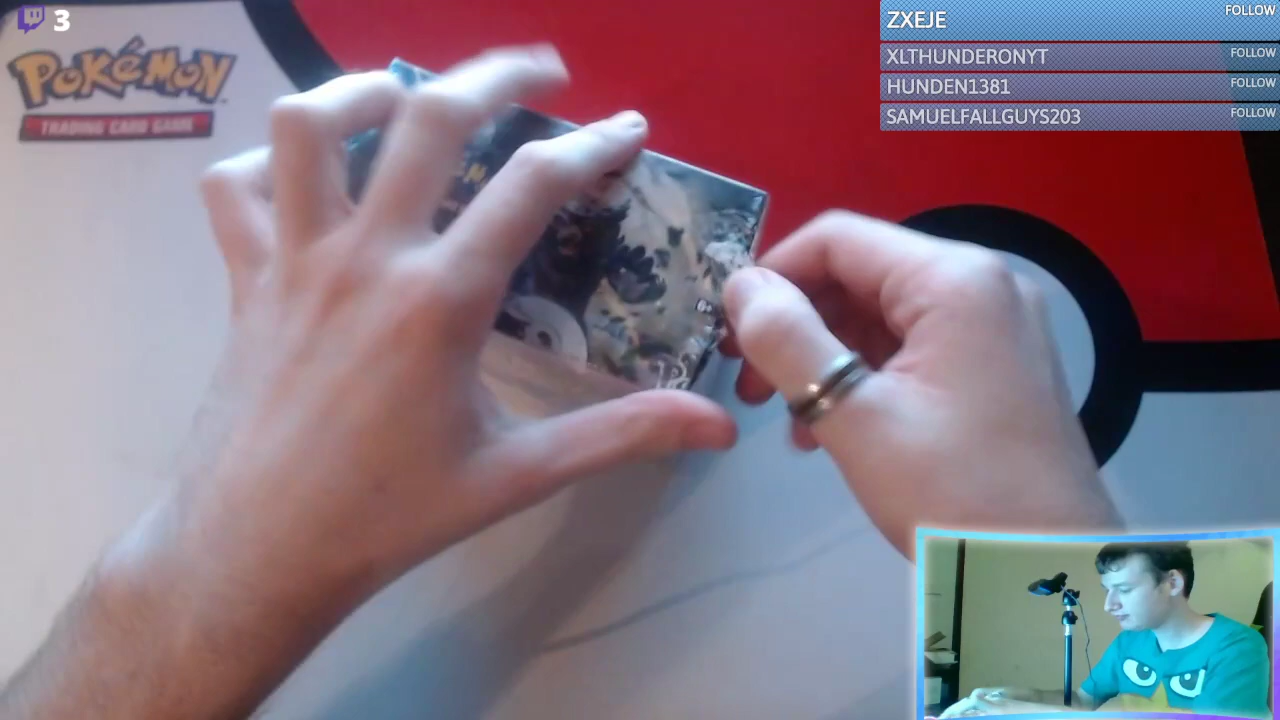 3
POKéMON
TRADING CARD GAME
ZXEJE FOLLOW
XLTHUNDERONYT FOLLOW
HUNDEN1381 FOLLOW
SAMUELFALLGUYS203 FOLLOW